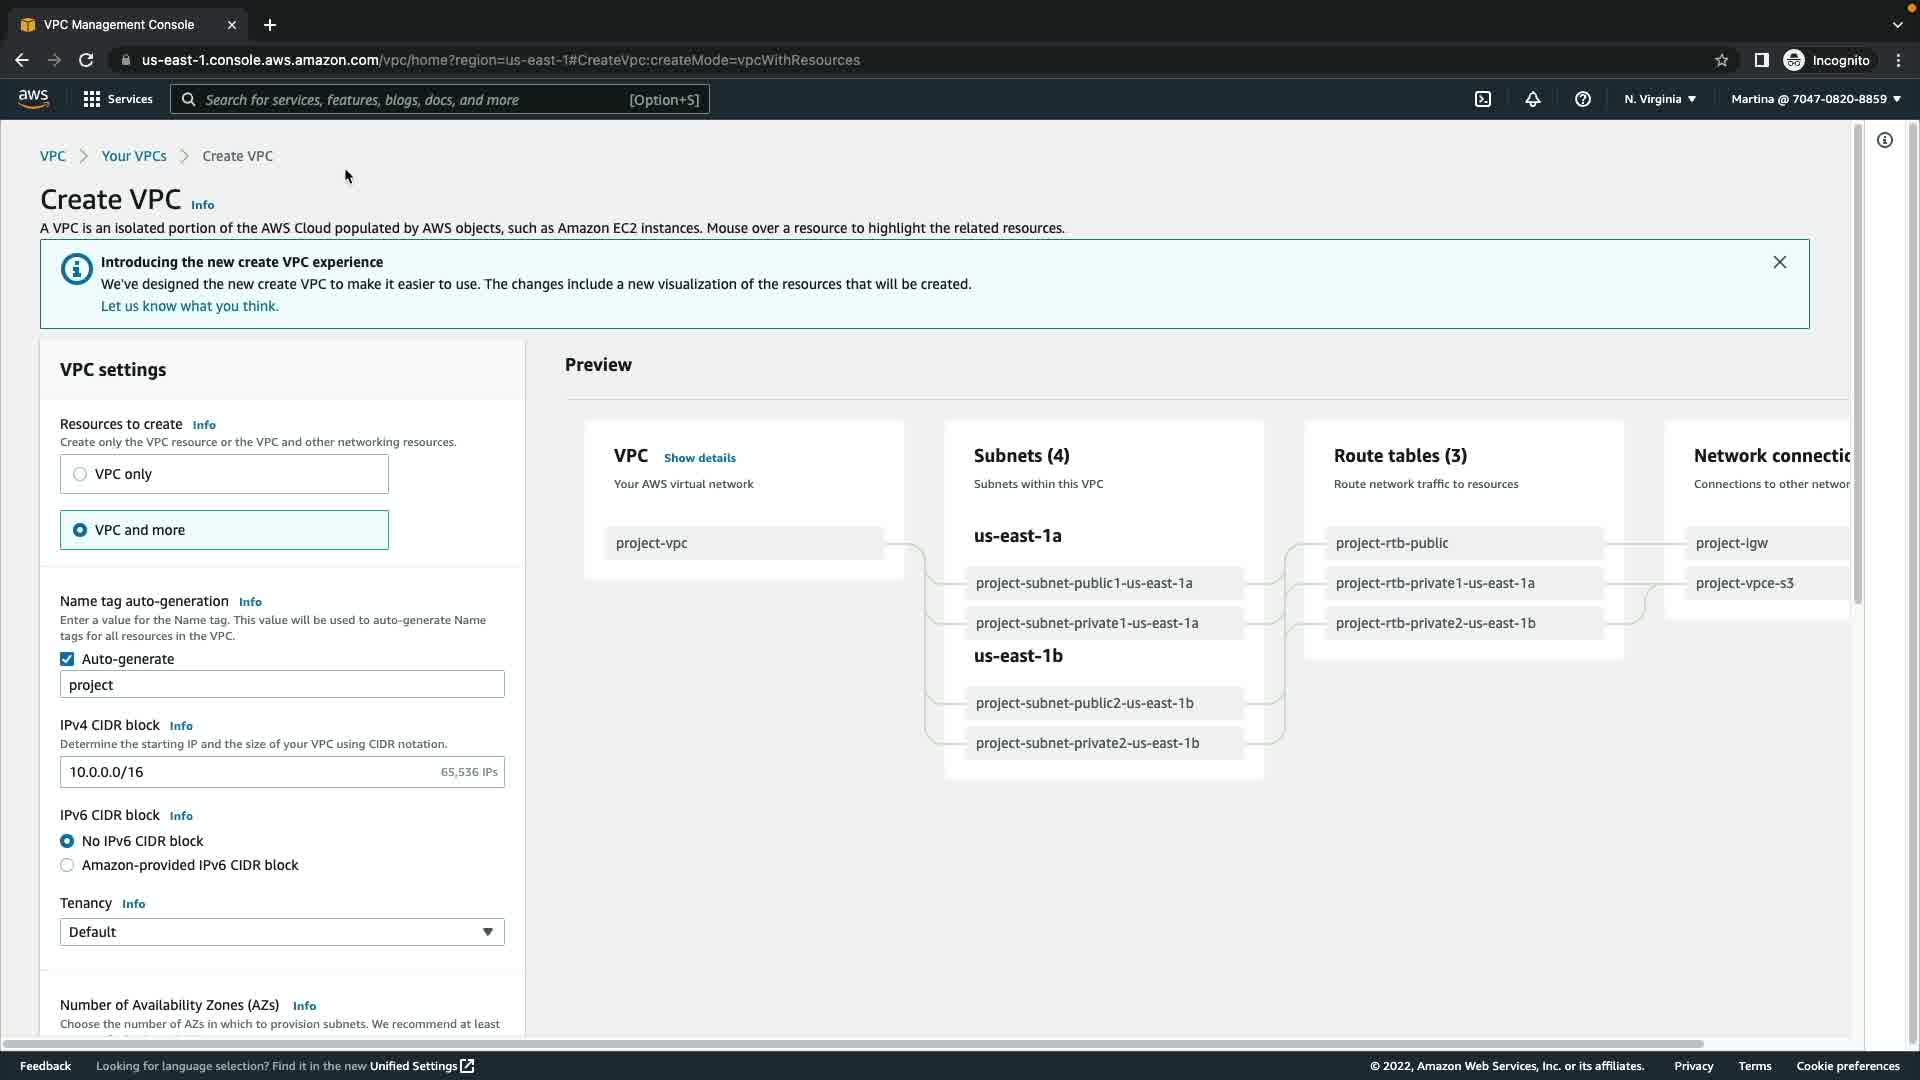 VPC Management Console
us-east-1.console.aws.amazon.com/vpc/home?region=us-east-1#CreateVpc:createMode=vpcWithResources
Incognito
aws
Services
Search for services, features, blogs, docs, and more
[Option+S]
N. Virginia
Martina @ 7047-0820-8859
VPC
Your VPCs
Create VPC
Create VPC Info
A VPC is an isolated portion of the AWS Cloud populated by AWS objects, such as Amazon EC2 instances. Mouse over a resource to highlight the related resources.
Introducing the new create VPC experience
We've designed the new create VPC to make it easier to use. The changes include a new visualization of the resources that will be created.
Let us know what you think.
VPC settings
Resources to create Info
Create only the VPC resource or the VPC and other networking resources.
VPC only
VPC and more
Name tag auto-generation Info
Enter a value for the Name tag. This value will be used to auto-generate Name
tags for all resources in the VPC.
Auto-generate
project
IPv4 CIDR block Info
Determine the starting IP and the size of your VPC using CIDR notation.
10.0.0.0/16
65,536 IPs
IPv6 CIDR block Info
No IPv6 CIDR block
Amazon-provided IPv6 CIDR block
Tenancy Info
Default
Number of Availability Zones (AZs) Info
Choose the number of AZs in which to provision subnets. We recommend at least
Preview
VPC Show details
Your AWS virtual network
project-vpc
Subnets (4)
Subnets within this VPC
us-east-1a
project-subnet-public1-us-east-1a
project-subnet-private1-us-east-1a
us-east-1b
project-subnet-public2-us-east-1b
project-subnet-private2-us-east-1b
Route tables (3)
Route network traffic to resources
project-rtb-public
project-rtb-private1-us-east-1a
project-rtb-private2-us-east-1b
Network connectio
Connections to other networ
project-igw
project-vpce-s3
Feedback
Looking for language selection? Find it in the new Unified Settings
© 2022, Amazon Web Services, Inc. or its affiliates.
Privacy
Terms
Cookie preferences